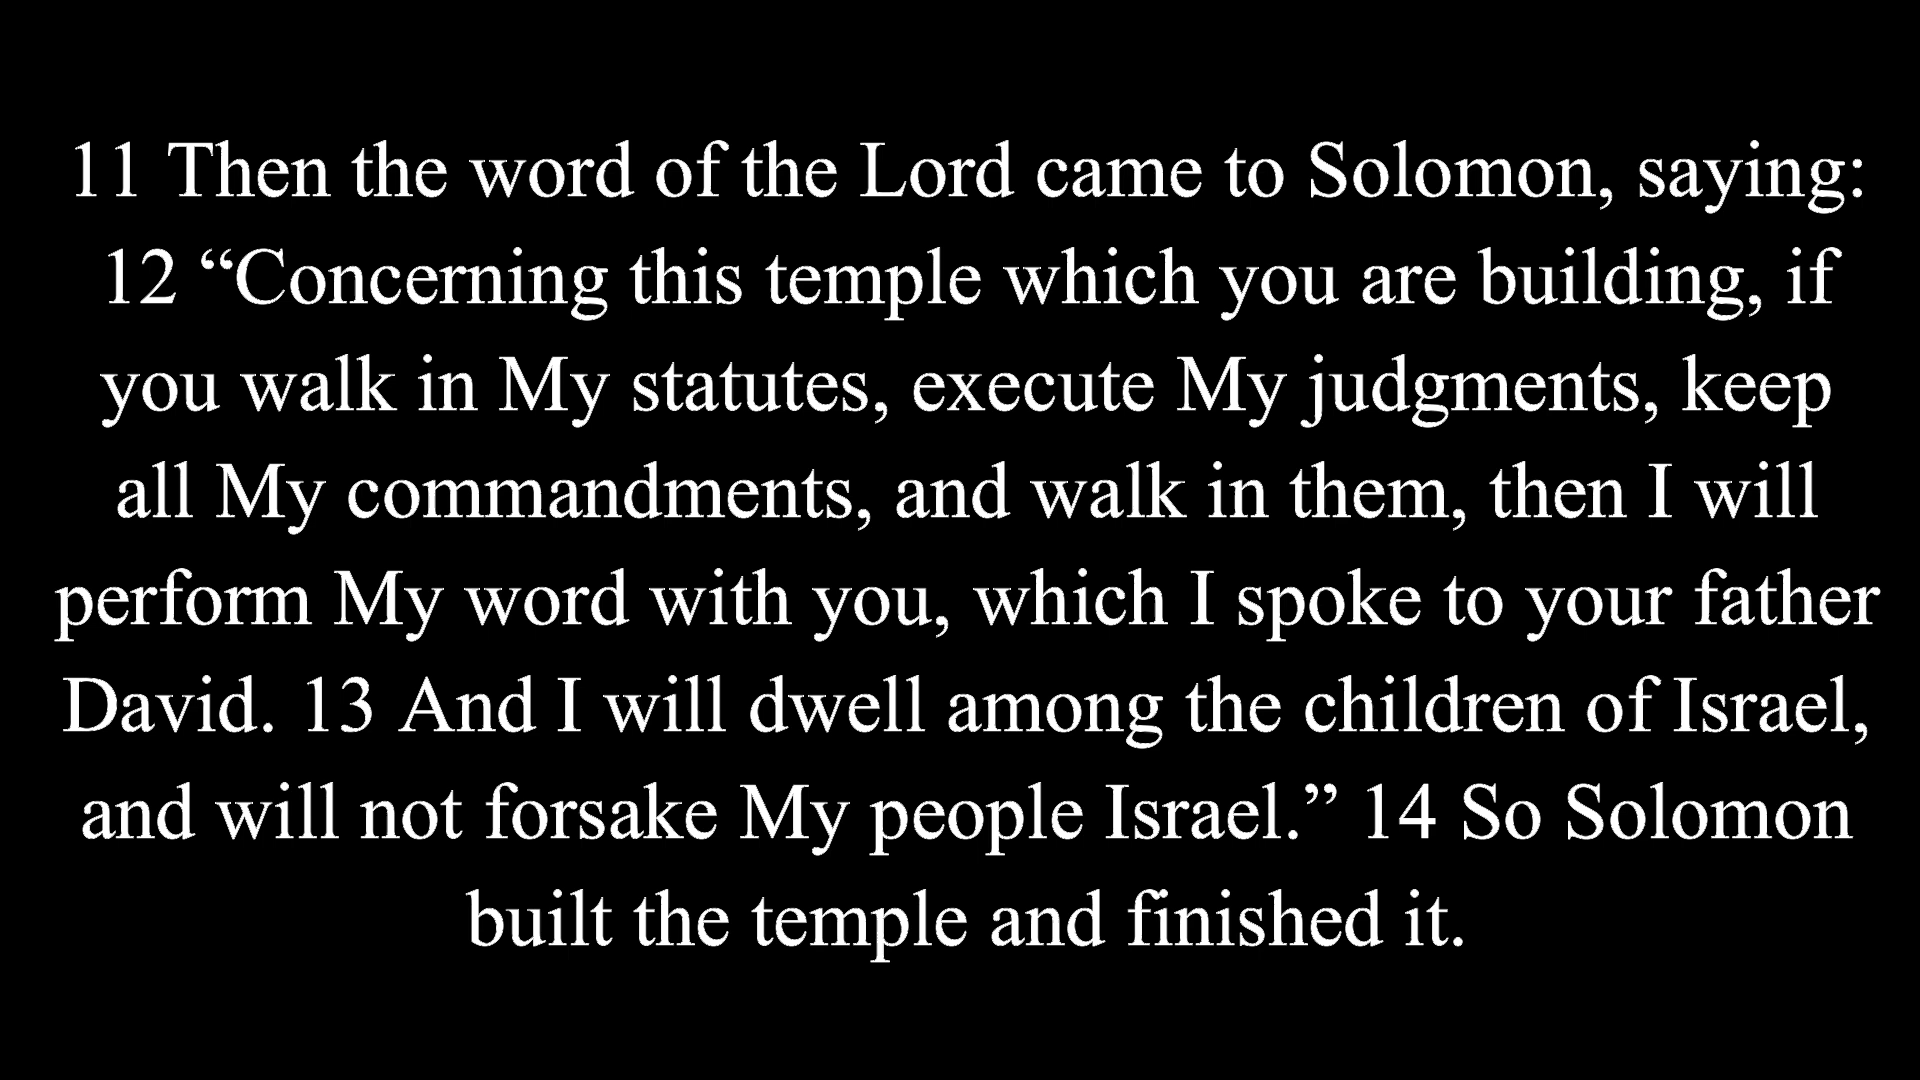 11 Then the word of the Lord came to Solomon, saying:
12 “Concerning this temple which you are building, if
you walk in My statutes, execute My judgments, keep
all My commandments, and walk in them, then I will
perform My word with you, which I spoke to your father
David. 13 And I will dwell among the children of Israel,
and will not forsake My people Israel.” 14 So Solomon
built the temple and finished it.